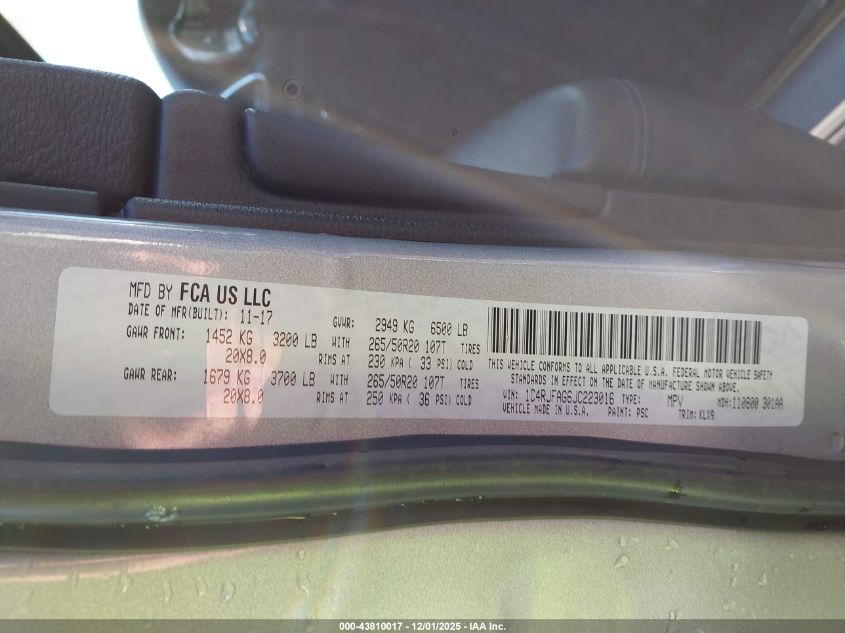 MFD BY FCA US LLC
DATE OF MFR(BUILT): 11-17 GVWR: 2949 KG 6500 LB
GAWR FRONT: 1452 KG 3200 LB WITH 265/50R20 107T TIRES
20X8.0 RIMS AT 230 KPA ( 33 PSI) COLD
GAWR REAR: 1679 KG 3700 LB WITH 265/50R20 107T TIRES
20X8.0 RIMS AT 250 KPA ( 36 PSI) COLD
THIS VEHICLE CONFORMS TO ALL APPLICABLE U.S.A. FEDERAL MOTOR VEHICLE SAFETY
STANDARDS IN EFFECT ON THE DATE OF MANUFACTURE SHOWN ABOVE.
VIN: 1C4RJFAG6JC223016 TYPE: MPV MDH: 110800 301AA
VEHICLE MADE IN U.S.A. PAINT: PSC TRIM: KLX9
000-43810017 - 12/01/2025 - IAA Inc.